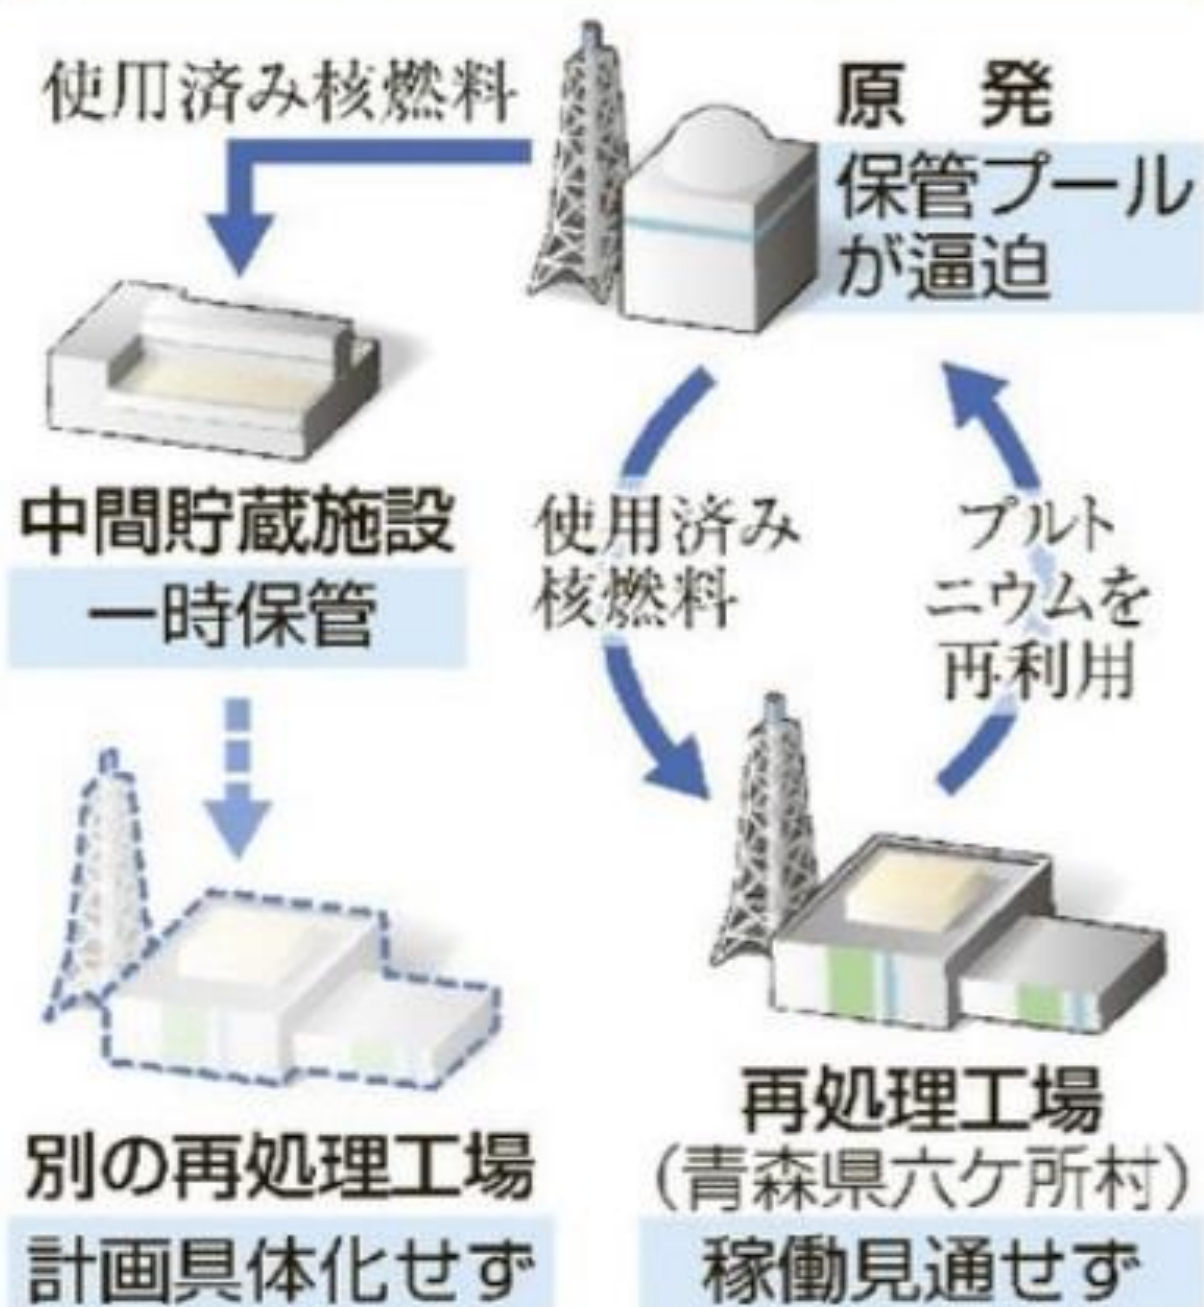 使用済み核燃料
原　発
保管プール
が逼迫
中間貯蔵施設
一時保管
使用済み
核燃料
プルト
ニウムを
再利用
別の再処理工場
計画具体化せず
再処理工場
（青森県六ケ所村）
稼働見通せず